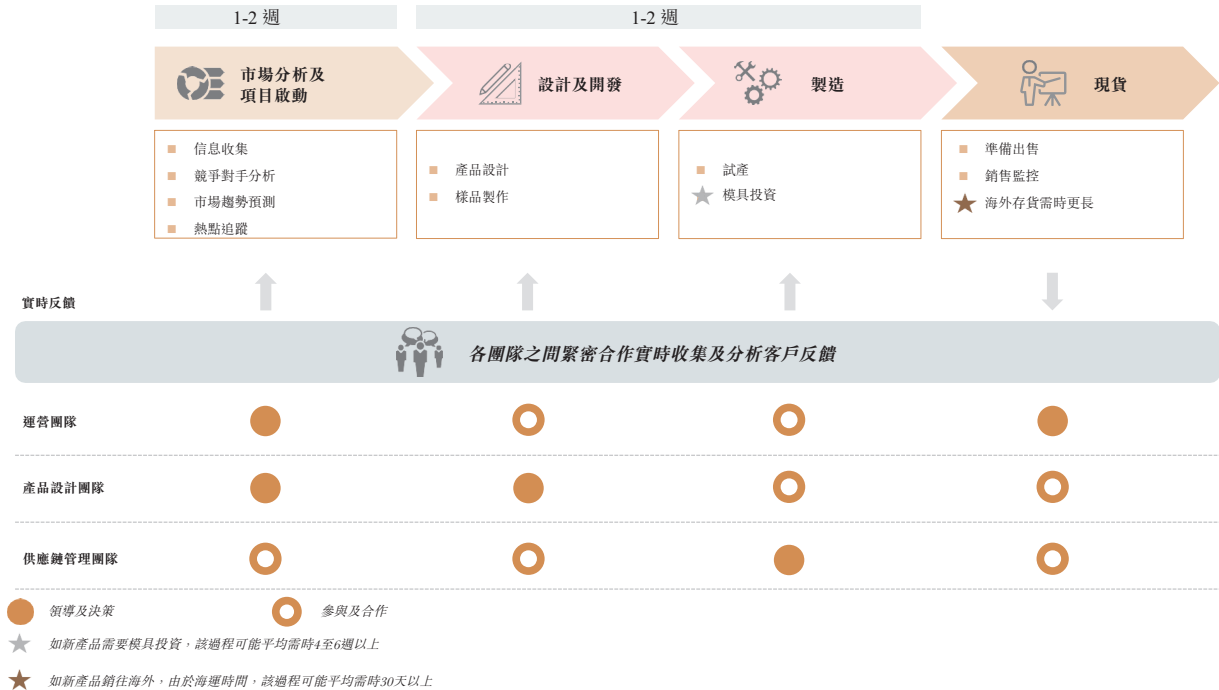 1-2 週
1-2 週
市場分析及
項目啟動
設計及開發
製造
現貨
信息收集
競爭對手分析
市場趨勢預測
熱點追蹤
產品設計
樣品製作
試產
模具投資
準備出售
銷售監控
海外存貨需時更長
實時反饋
各團隊之間緊密合作實時收集及分析客戶反饋
運營團隊
產品設計團隊
供應鏈管理團隊
領導及決策
參與及合作
如新產品需要模具投資，該過程可能平均需時4至6週以上
如新產品銷往海外，由於海運時間，該過程可能平均需時30天以上